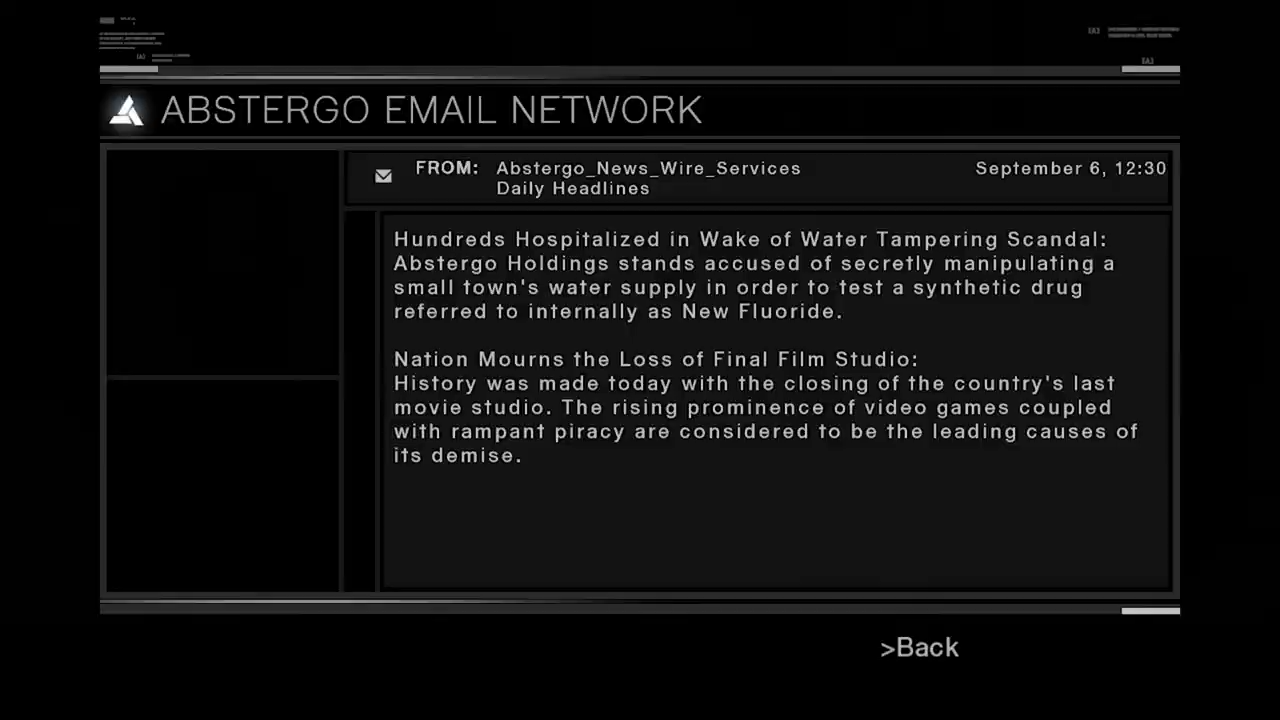 ABSTERGO EMAIL NETWORK
FROM: Abstergo_News_Wire_Services September 6, 12:30
Daily Headlines
Hundreds Hospitalized in Wake of Water Tampering Scandal:
Abstergo Holdings stands accused of secretly manipulating a
small town's water supply in order to test a synthetic drug
referred to internally as New Fluoride.
Nation Mourns the Loss of Final Film Studio:
History was made today with the closing of the country's last
movie studio. The rising prominence of video games coupled
with rampant piracy are considered to be the leading causes of
its demise.
>Back